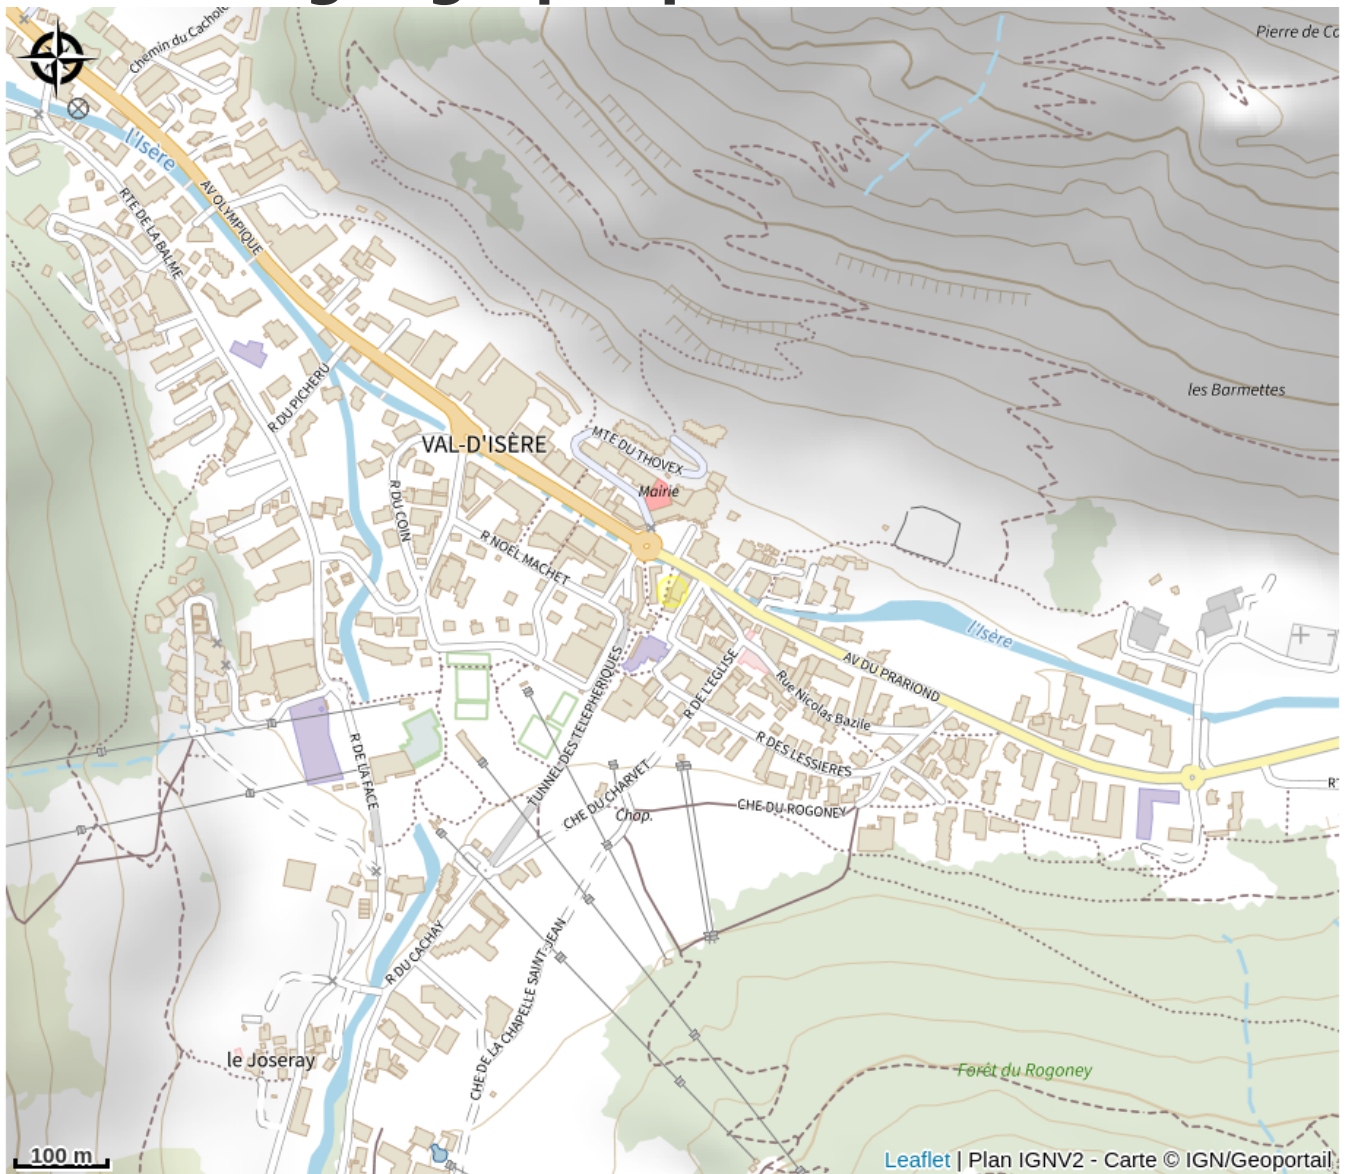 Chemin du Cachole
Pierre de Co
l'Isère
AV OLYMPIQUE
RTE DE LA BALME
R DU PICHERU
les Barmettes
VAL-D'ISÈRE
MTE DU THOVEX
Mairie
R DU COIN
R NOEL MACHET
l'Isère
AV DU PRARIOND
R DE L'EGLISE
Rue Nicolas Bazile
TUNNEL DES TELEPHERIQUES
R DES LESSIERES
R DE LA FACE
CHE DU CHARVET
Chap.
CHE DU ROGONEY
R
R DU CACHAY
CHE DE LA CHAPELLE SAINT-JEAN
le Joseray
Forêt du Rogoney
100 m
Leaflet | Plan IGNV2 - Carte © IGN/Geoportail